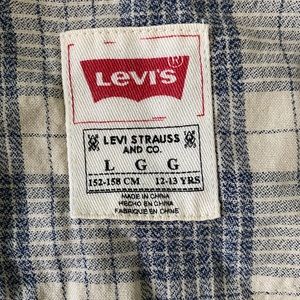 LEVI'S ®
LEVI STRAUSS
AND CO.
L G G
152-158 CM 12-13 YRS
MADE IN CHINA
HECHO EN CHINA
FABRIQUE EN CHINE